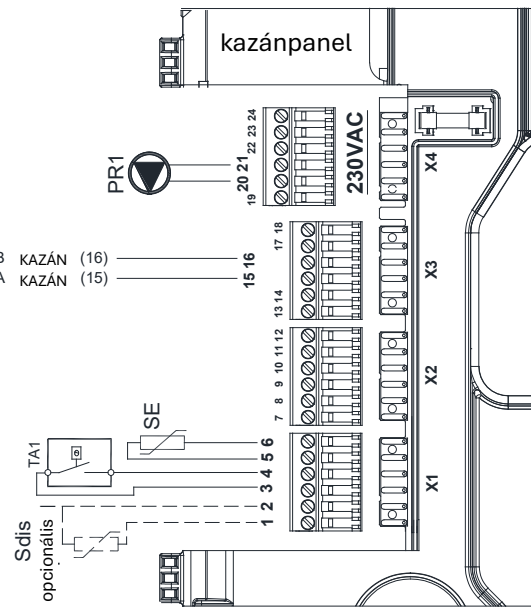 kazánpanel
PR1
230VAC
19 20 21 22 23 24
X4
B KAZÁN (16)
A KAZÁN (15)
13 14 15 16 17 18
X3
7 8 9 10 11 12
X2
SE
TA1
1 2 3 4 5 6
X1
Sdis
opcionális